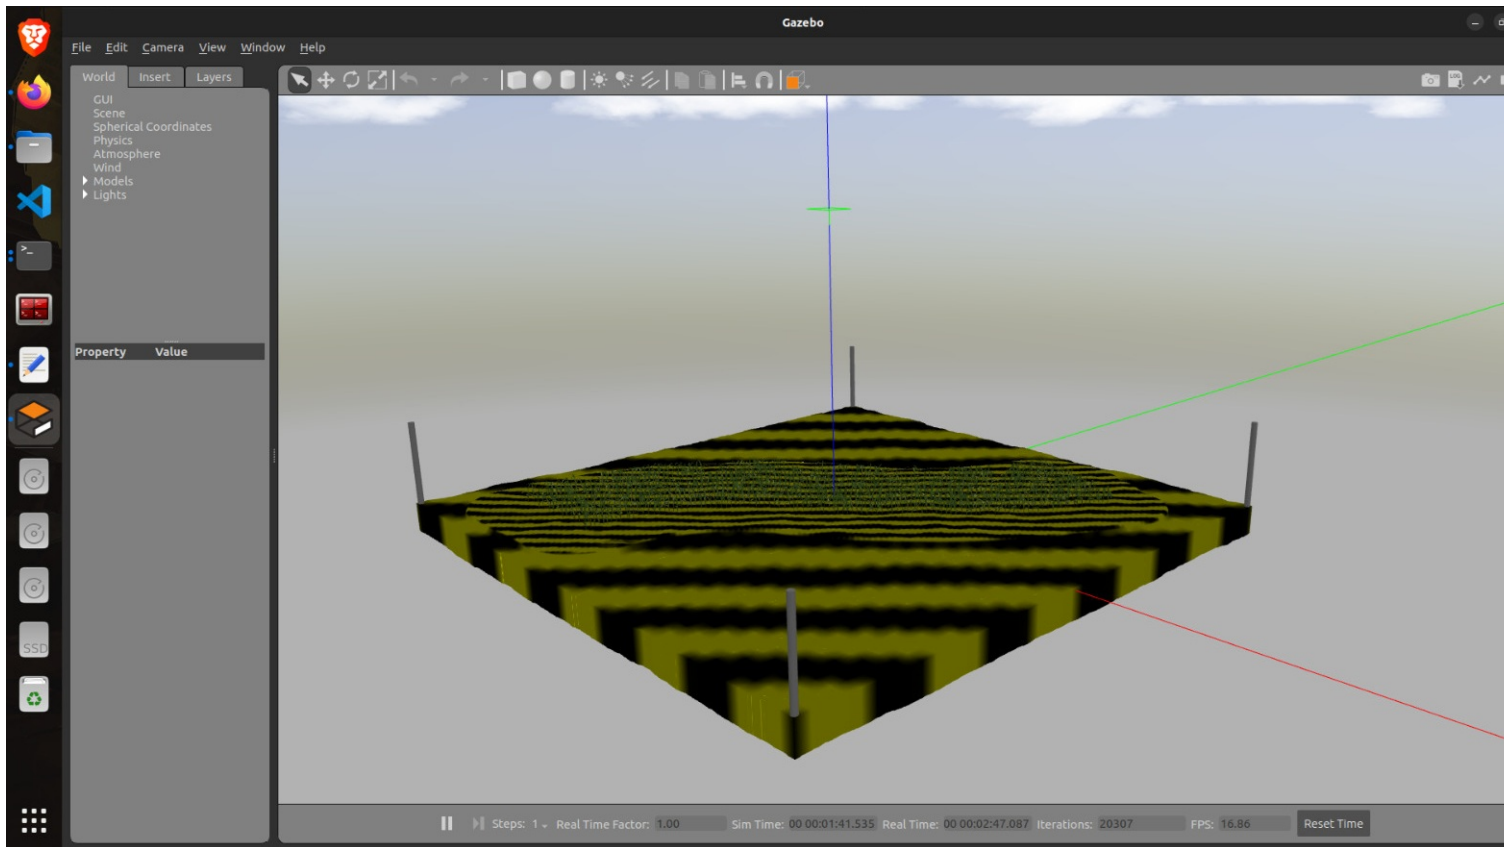 Gazebo
File Edit Camera View Window Help
World Insert Layers
GUI
Scene
Spherical Coordinates
Physics
Atmosphere
Wind
Models
Lights
Property Value
>_
LOG
SSD
Steps: 1 Real Time Factor: 1.00 Sim Time: 00 00:01:41.535 Real Time: 00 00:02:47.087 Iterations: 20307 FPS: 16.86 Reset Time